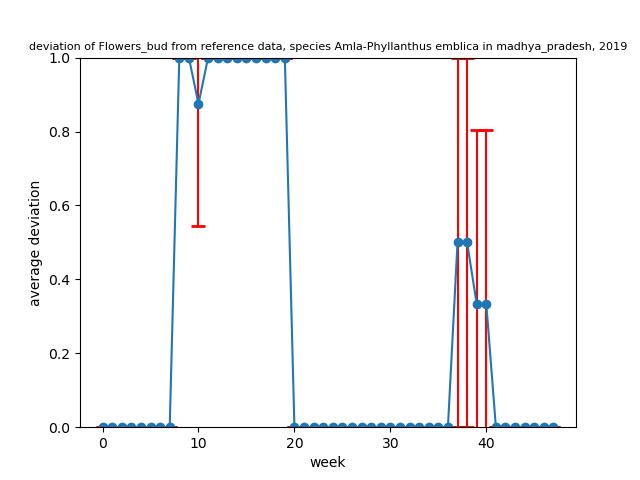 deviation of Flowers_bud from reference data, species Amla-Phyllanthus emblica in madhya_pradesh, 2019
1.0
0.8
0.6
0.4
0.2
0.0
average deviation
0 10 20 30 40
week